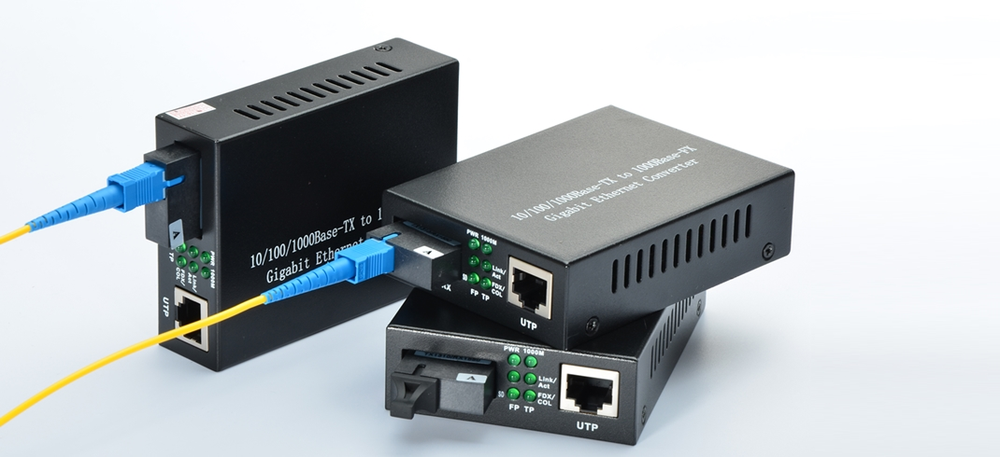 10/100/1000Base-TX to 1
Gigabit Ethernet
PWR 1000M
Link/
Act
FDX/
COL
TP
UTP
A
10/100/1000Base-TX to 1000Base-FX
Gigabit Ethernet Converter
PWR 1000M
Link/
Act
SD
FDX/
COL
FP TP
UTP
A
RX
PWR 1000M
Link/
Act
SD
FDX/
COL
FP TP
UTP
A